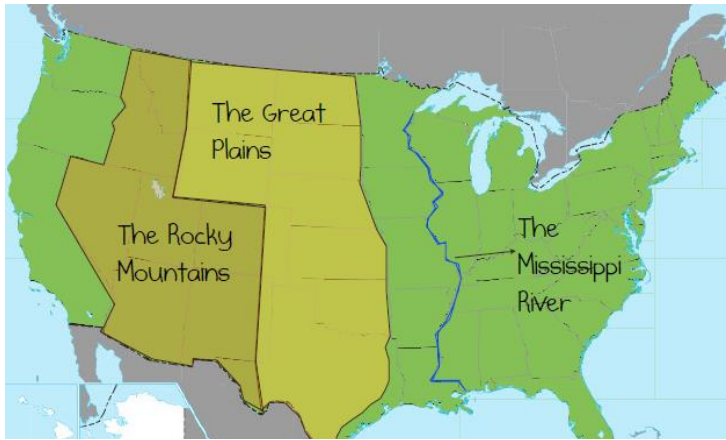 The Great
Plains
The Rocky
Mountains
The
Mississippi
River